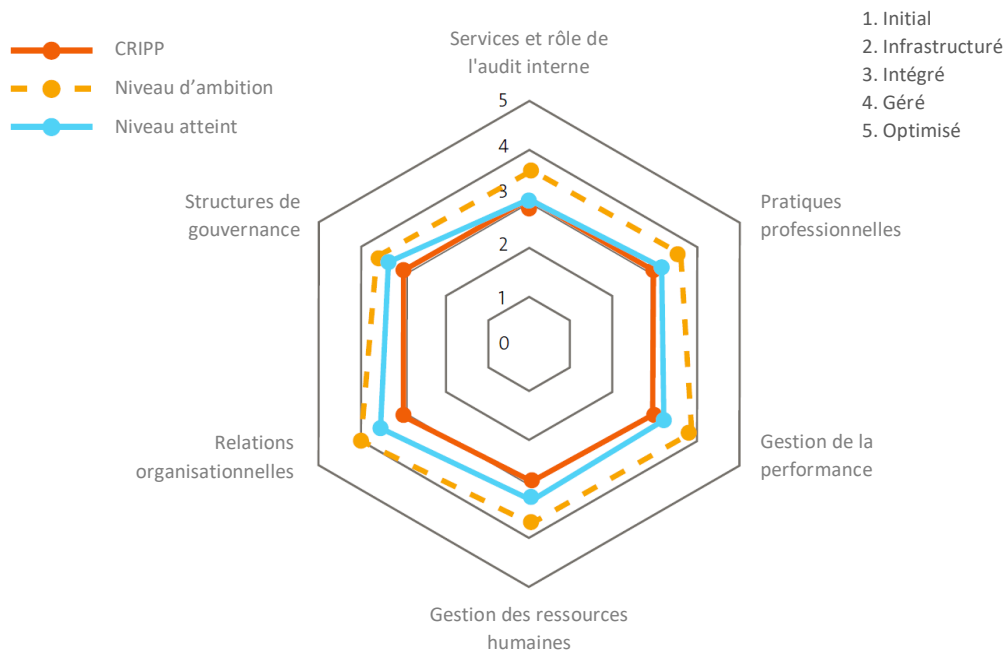 CRIPP
Niveau d’ambition
Niveau atteint
Services et rôle de
l'audit interne
1. Initial
2. Infrastructuré
3. Intégré
4. Géré
5. Optimisé
5
4
3
2
1
0
Structures de
gouvernance
Pratiques
professionnelles
Relations
organisationnelles
Gestion de la
performance
Gestion des ressources
humaines